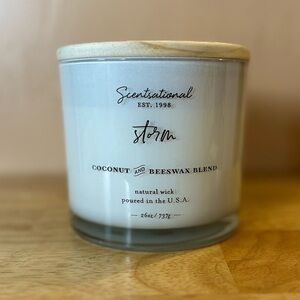 Scentsational
EST. 1998
storm
COCONUT AND BEESWAX BLEND
natural wick
poured in the U.S.A.
26oz / 737g